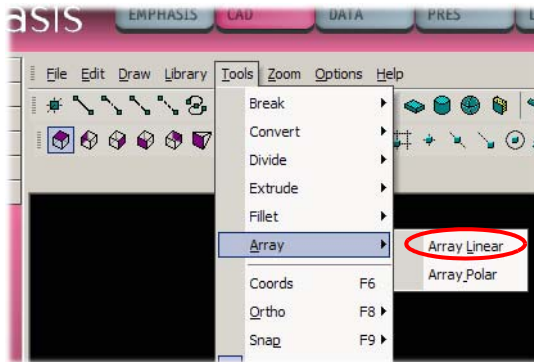 asis
EMPHASIS CAD DATA PRES
File Edit Draw Library Tools Zoom Options Help
Break
Convert
Divide
Extrude
Fillet
Array
Array Linear
Array Polar
Coords F6
Ortho F8
Snap F9